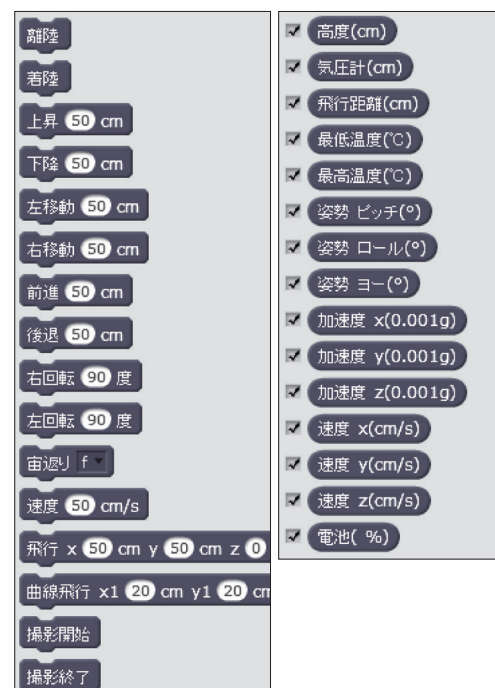 離陸
着陸
上昇 50 cm
下降 50 cm
左移動 50 cm
右移動 50 cm
前進 50 cm
後退 50 cm
右回転 90 度
左回転 90 度
宙返り f
速度 50 cm/s
飛行 x 50 cm y 50 cm z 0
曲線飛行 x1 20 cm y1 20 cm
撮影開始
撮影終了
高度(cm)
気圧計(cm)
飛行距離(cm)
最低温度(℃)
最高温度(℃)
姿勢 ピッチ(°)
姿勢 ロール(°)
姿勢 ヨー(°)
加速度 x(0.001g)
加速度 y(0.001g)
加速度 z(0.001g)
速度 x(cm/s)
速度 y(cm/s)
速度 z(cm/s)
電池( %)